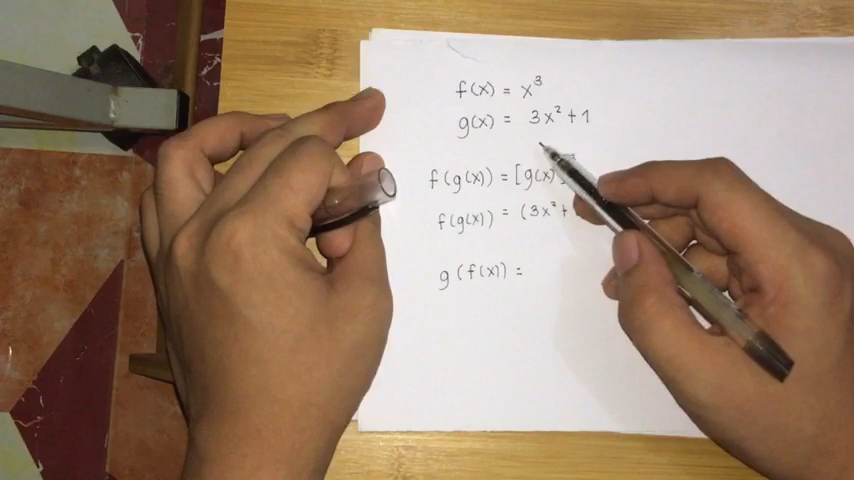 f(x) = x³
g(x) = 3x² + 1
f(g(x)) = [g(x)
f(g(x)) = (3x² +
g(f(x)) =